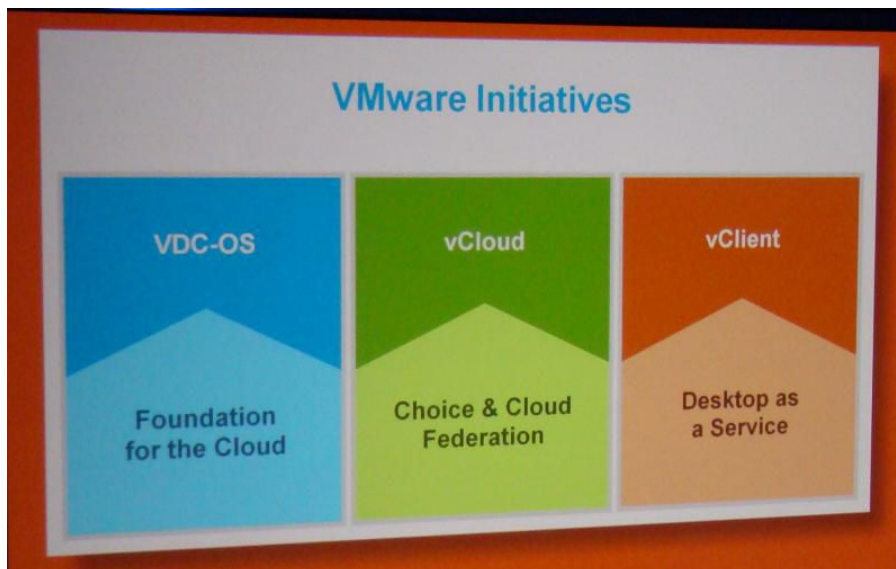 VMware Initiatives
VDC-OS
Foundation
for the Cloud
vCloud
Choice & Cloud
Federation
vClient
Desktop as
a Service